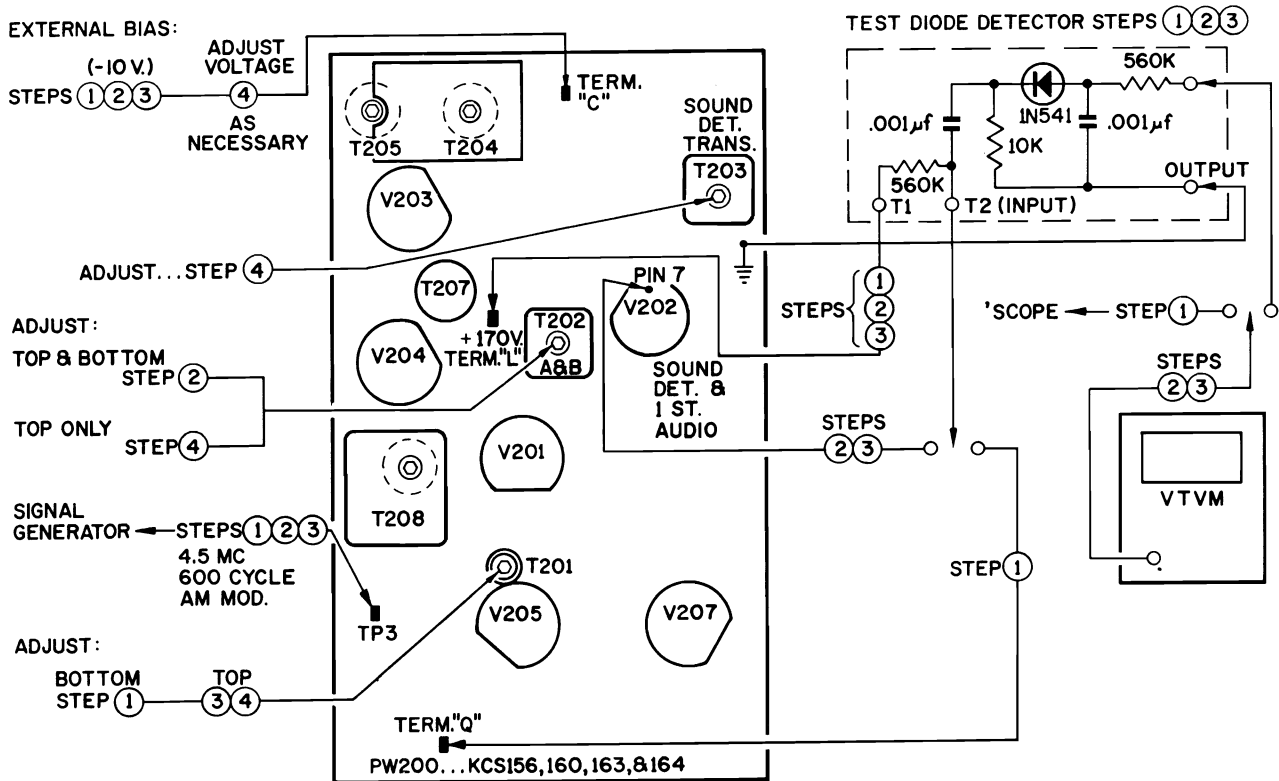 EXTERNAL BIAS:
(-10 V.)
STEPS 1 2 3
ADJUST
VOLTAGE
4
AS
NECESSARY
TERM.
"C"
T205
T204
SOUND
DET.
TRANS.
T203
V203
ADJUST...STEP 4
T207
+170V.
TERM."L"
T202
A&B
PIN 7
V202
SOUND
DET. &
1 ST.
AUDIO
V204
ADJUST:
TOP & BOTTOM
STEP 2
TOP ONLY
STEP 4
V201
T208
SIGNAL
GENERATOR
STEPS 1 2 3
4.5 MC
600 CYCLE
AM MOD.
TP3
T201
V205
V207
ADJUST:
BOTTOM
STEP 1
TOP
3 4
TERM."Q"
PW200...KCS156,160,163,&164
TEST DIODE DETECTOR STEPS 1 2 3
560K
1N541
.001μf
10K
.001μf
560K
OUTPUT
T1
T2 (INPUT)
STEPS
1
2
3
'SCOPE
STEP 1
STEPS
2 3
STEPS
2 3
VTVM
STEP 1